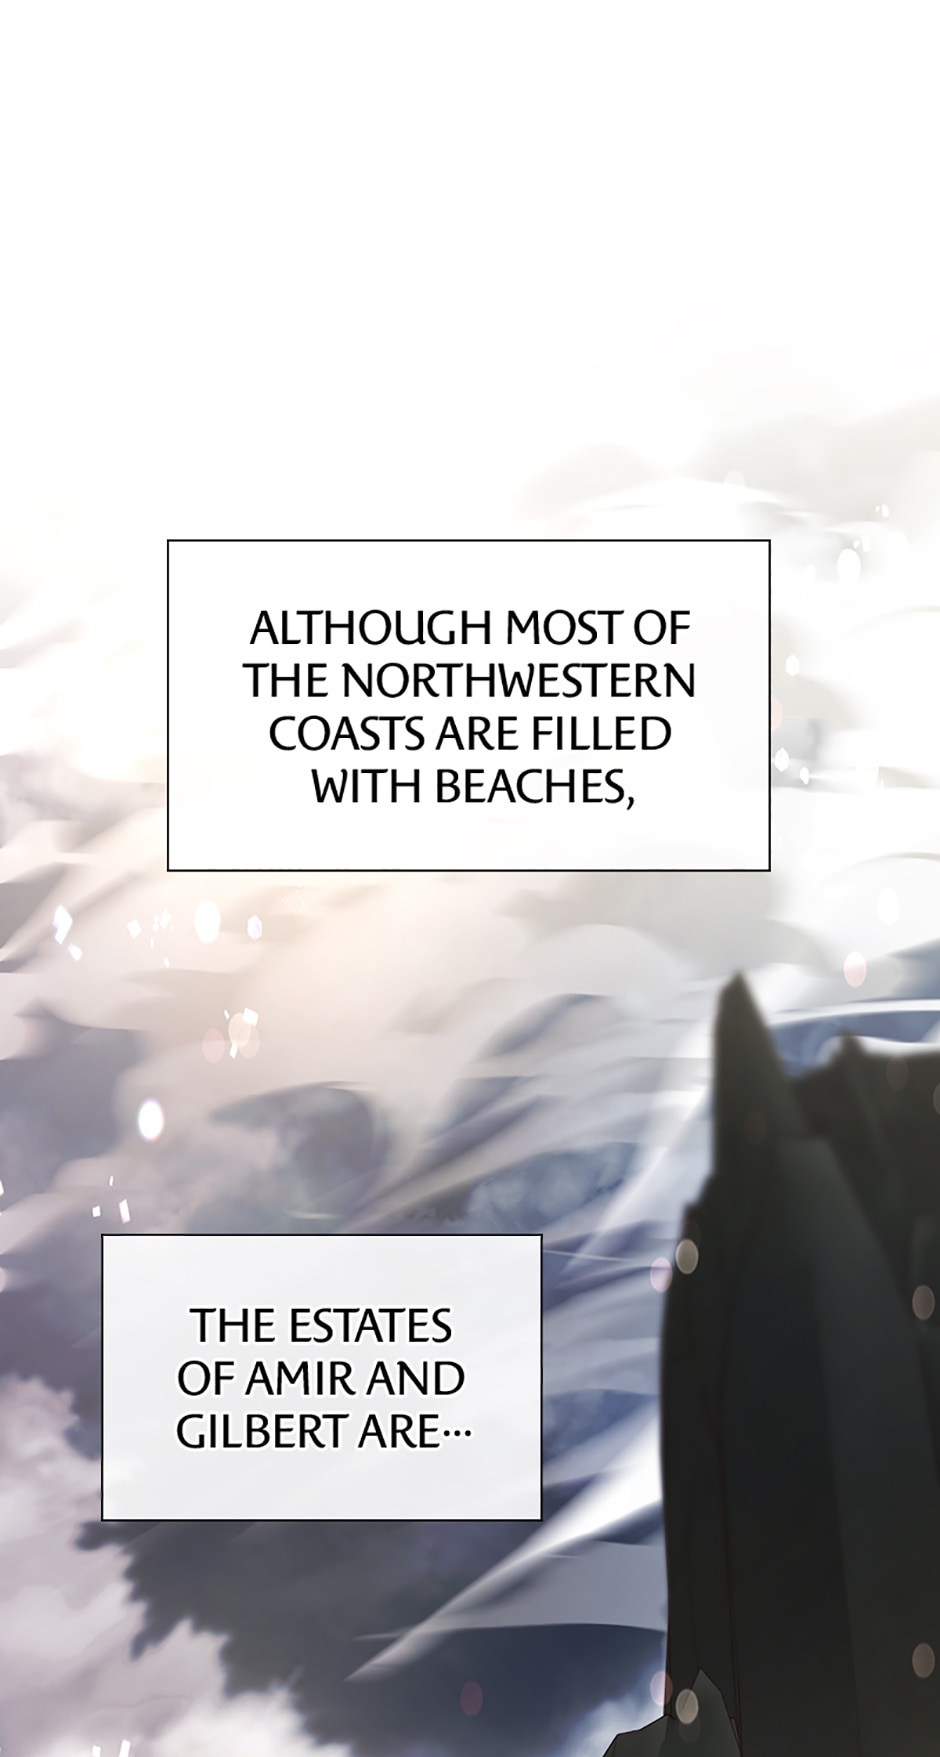 ALTHOUGH MOST OF
THE NORTHWESTERN
COASTS ARE FILLED
WITH BEACHES,
THE ESTATES
OF AMIR AND
GILBERT ARE···